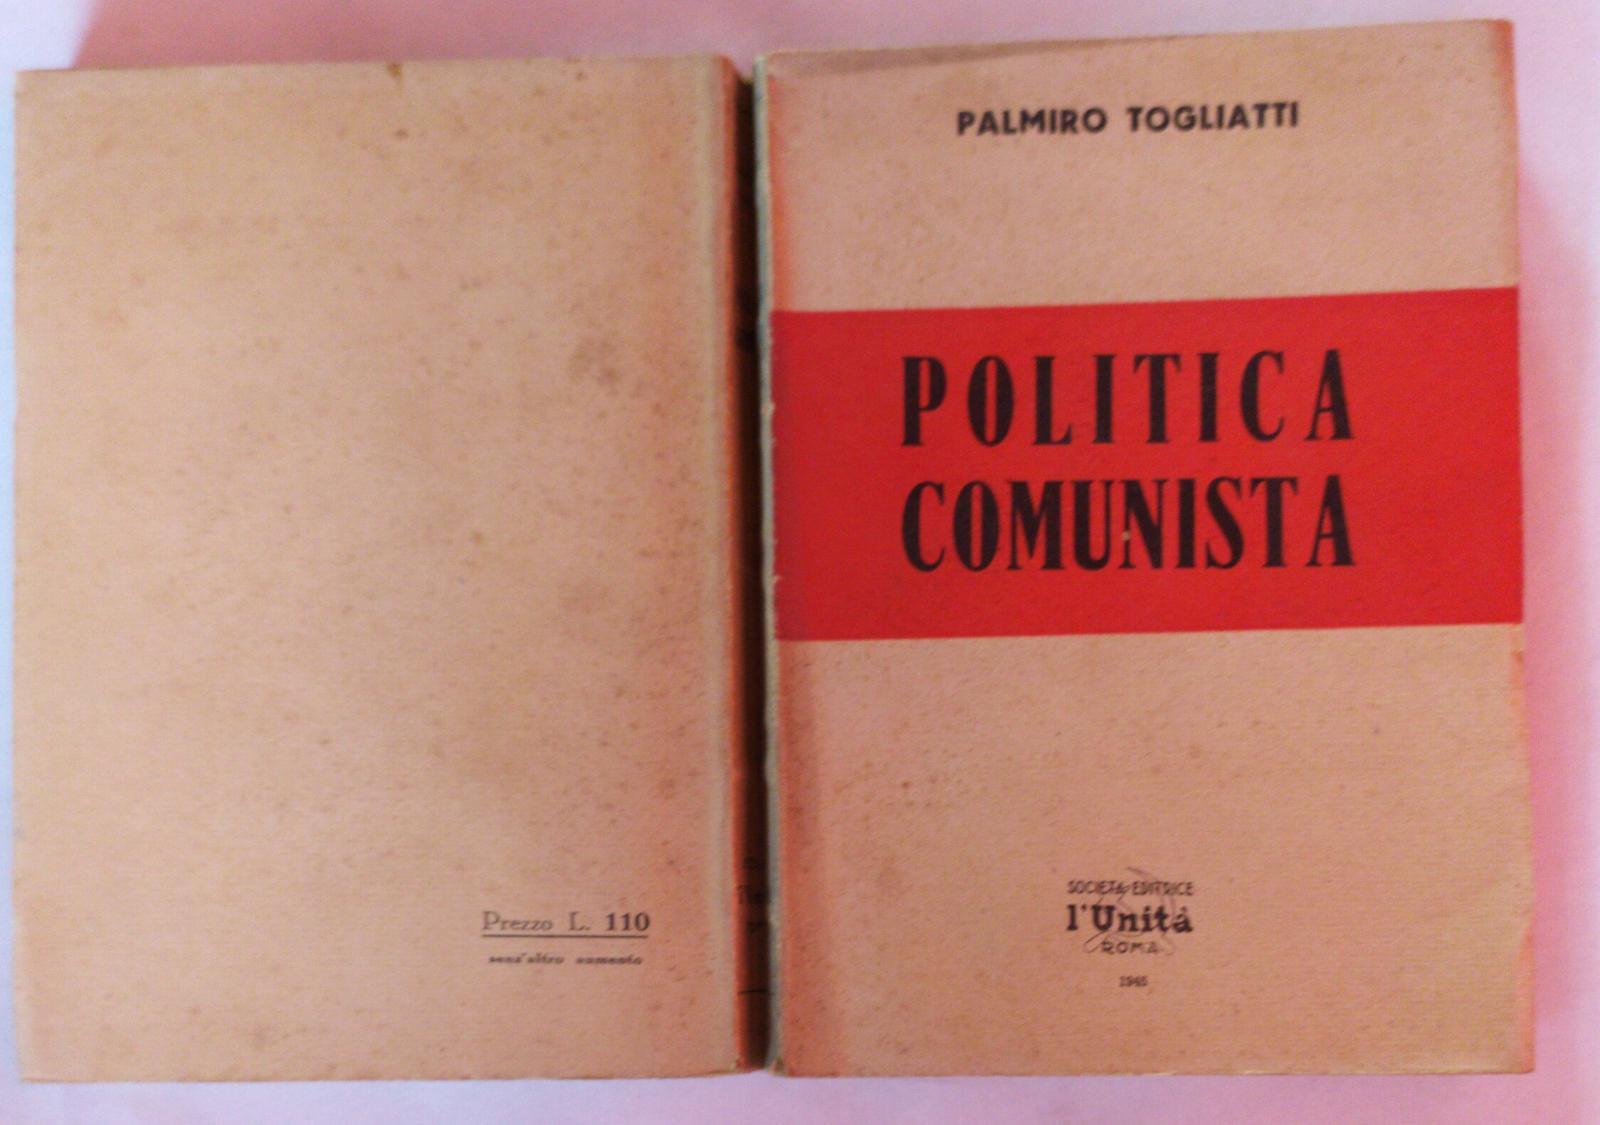 PALMIRO TOGLIATTI
POLITICA
COMUNISTA
SOCIETÀ EDITRICE
l'Unità
ROMA
1945
Prezzo L. 110
senz'altro aumento